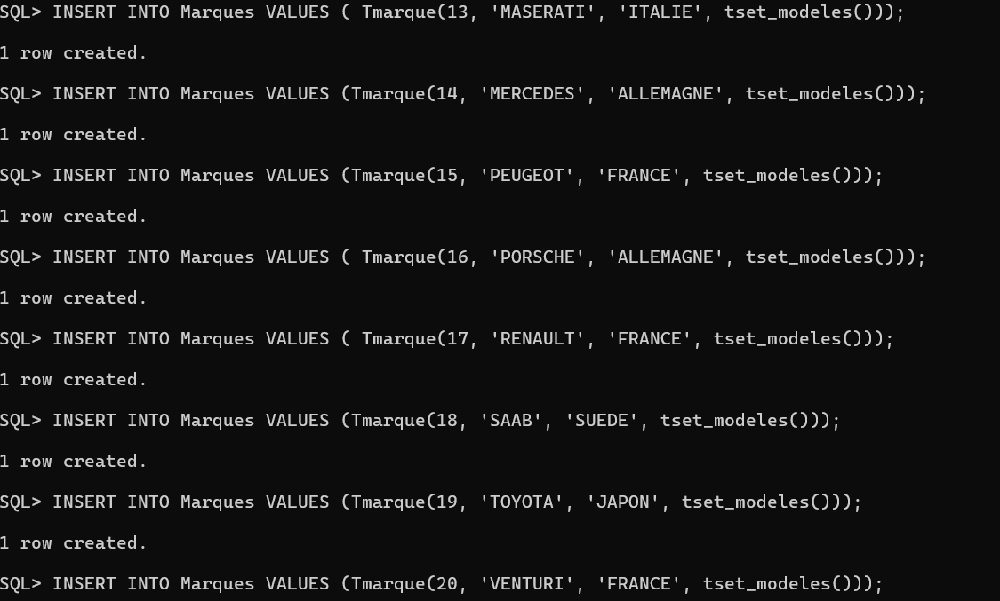 SQL> INSERT INTO Marques VALUES ( Tmarque(13, 'MASERATI', 'ITALIE', tset_modeles()));
1 row created.
SQL> INSERT INTO Marques VALUES (Tmarque(14, 'MERCEDES', 'ALLEMAGNE', tset_modeles()));
1 row created.
SQL> INSERT INTO Marques VALUES (Tmarque(15, 'PEUGEOT', 'FRANCE', tset_modeles()));
1 row created.
SQL> INSERT INTO Marques VALUES ( Tmarque(16, 'PORSCHE', 'ALLEMAGNE', tset_modeles()));
1 row created.
SQL> INSERT INTO Marques VALUES ( Tmarque(17, 'RENAULT', 'FRANCE', tset_modeles()));
1 row created.
SQL> INSERT INTO Marques VALUES (Tmarque(18, 'SAAB', 'SUEDE', tset_modeles()));
1 row created.
SQL> INSERT INTO Marques VALUES (Tmarque(19, 'TOYOTA', 'JAPON', tset_modeles()));
1 row created.
SQL> INSERT INTO Marques VALUES (Tmarque(20, 'VENTURI', 'FRANCE', tset_modeles()));